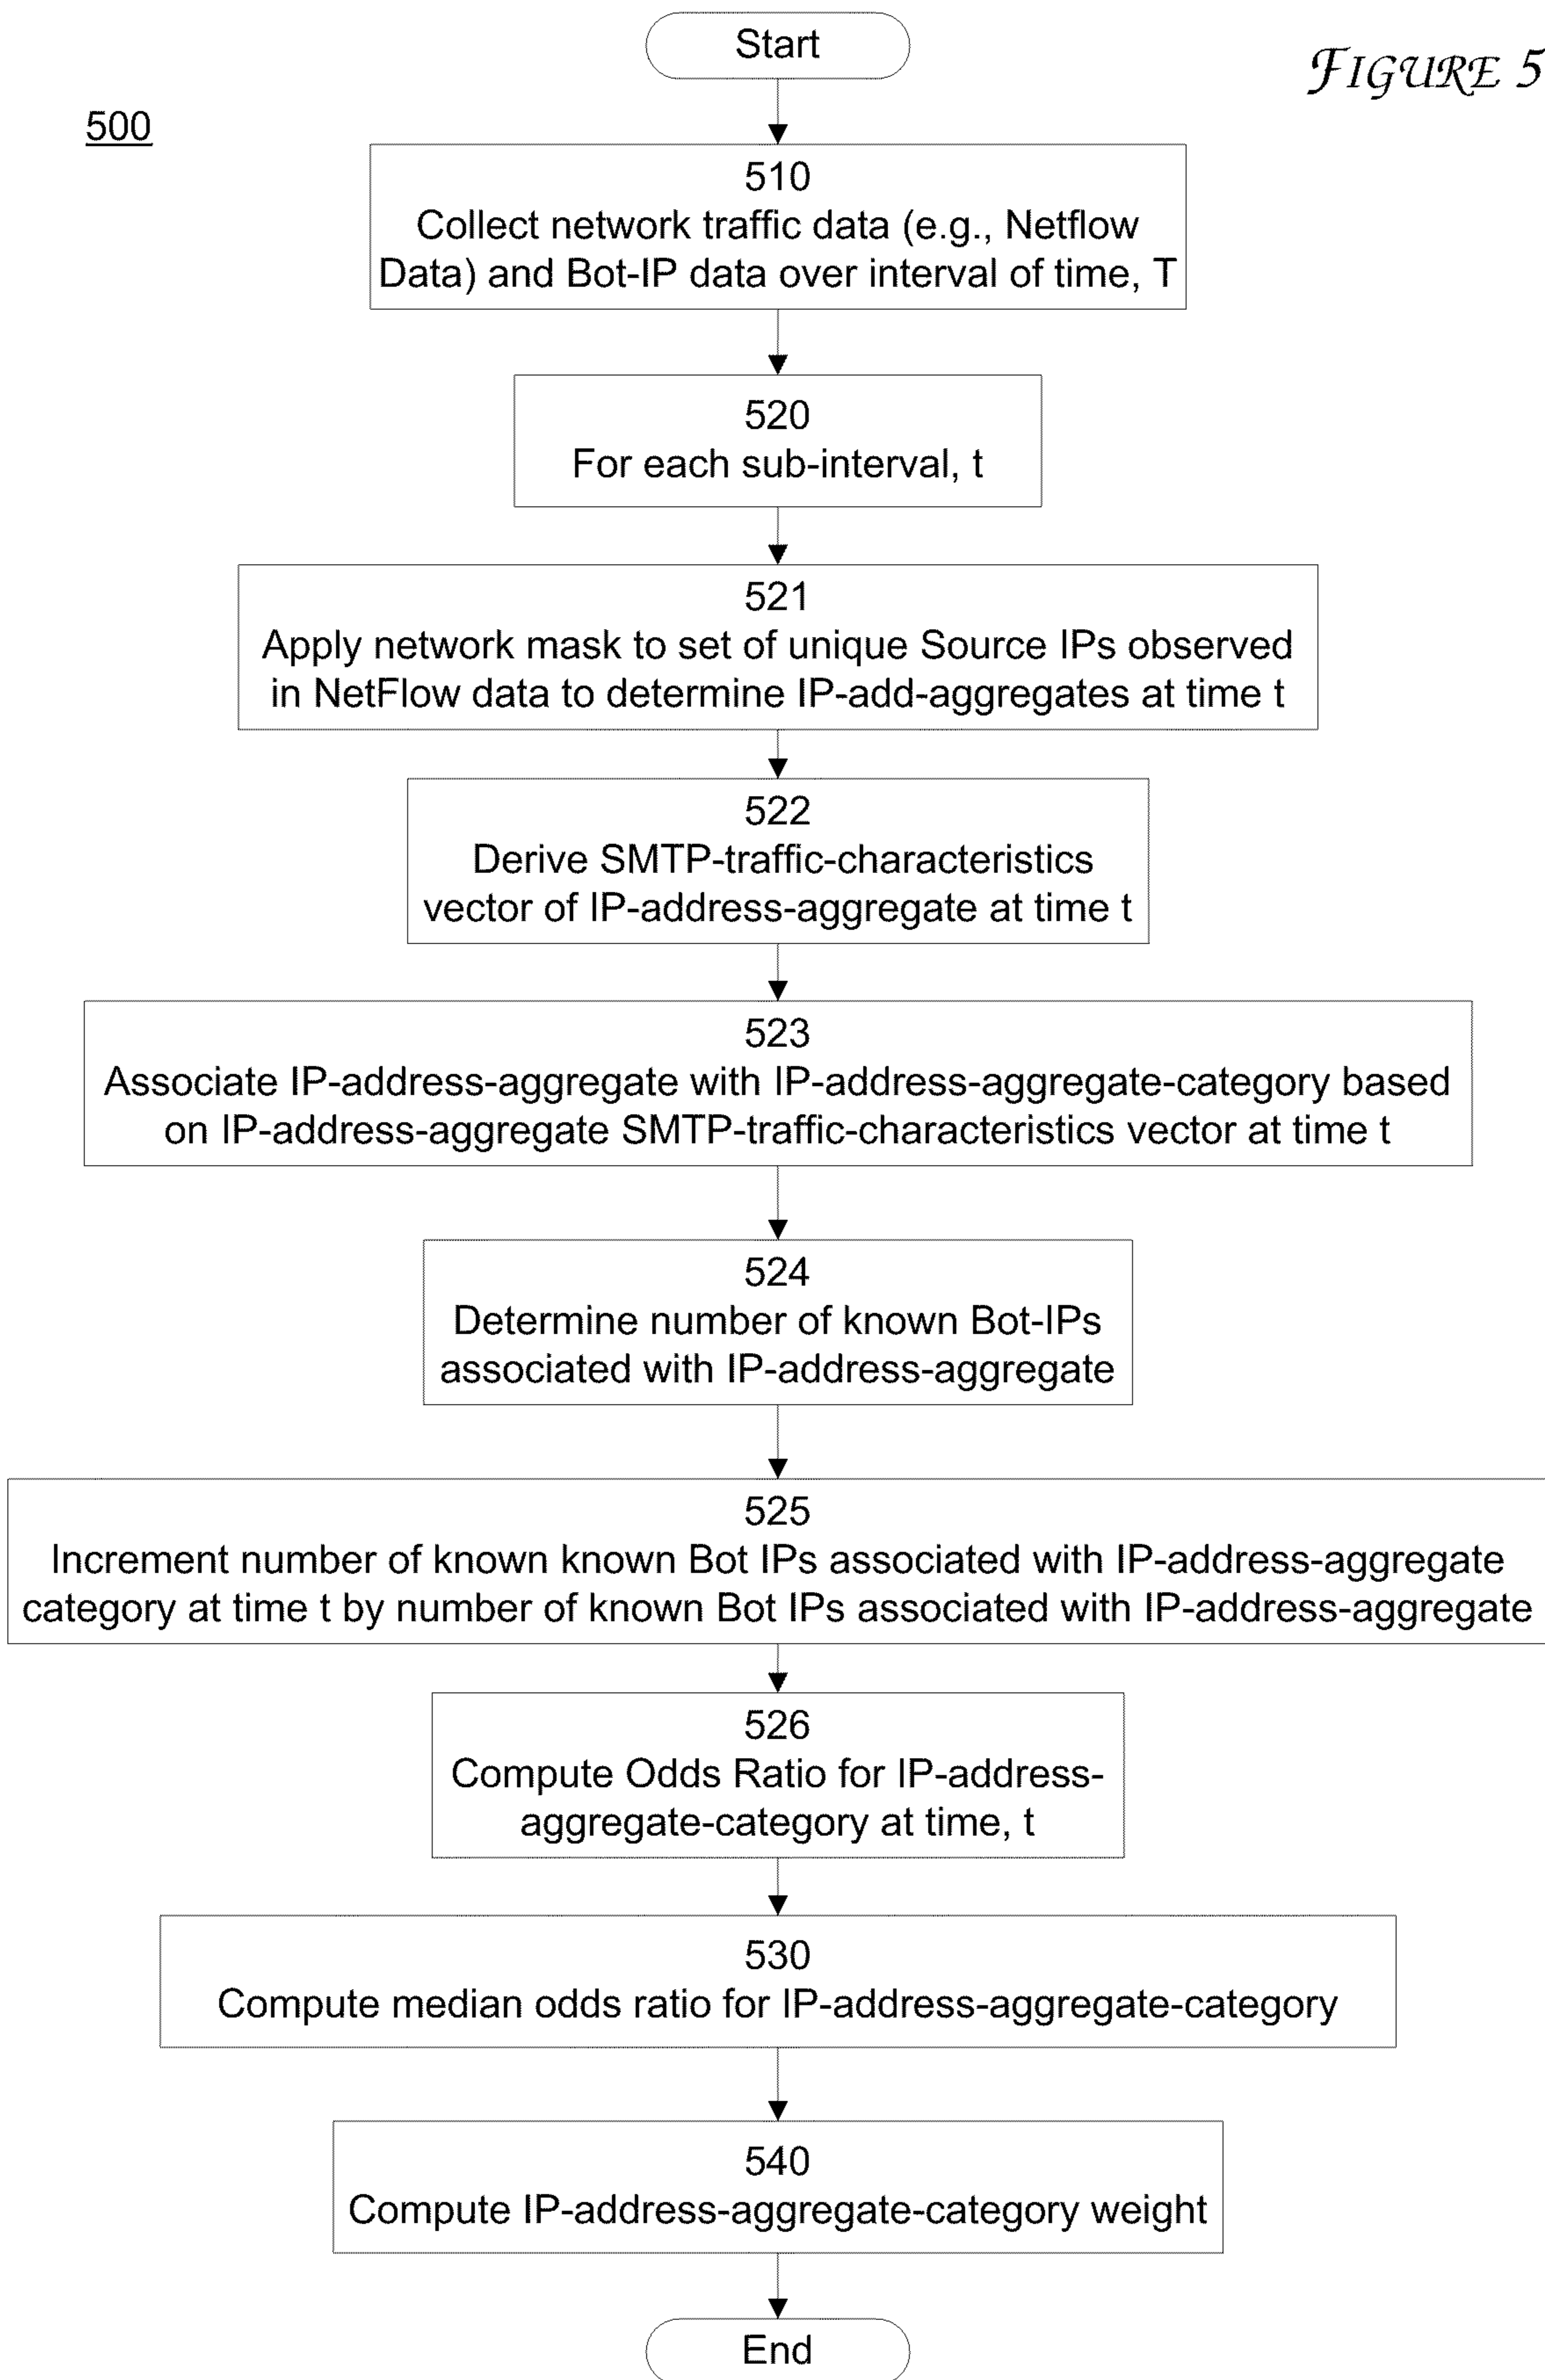 Start
FIGURE 5
500
510
Collect network traffic data (e.g., Netflow
Data) and Bot-IP data over interval of time, T
520
For each sub-interval, t
521
Apply network mask to set of unique Source IPs observed
in NetFlow data to determine IP-add-aggregates at time t
522
Derive SMTP-traffic-characteristics
vector of IP-address-aggregate at time t
523
Associate IP-address-aggregate with IP-address-aggregate-category based
on IP-address-aggregate SMTP-traffic-characteristics vector at time t
524
Determine number of known Bot-IPs
associated with IP-address-aggregate
525
Increment number of known known Bot IPs associated with IP-address-aggregate
category at time t by number of known Bot IPs associated with IP-address-aggregate
526
Compute Odds Ratio for IP-address-
aggregate-category at time, t
530
Compute median odds ratio for IP-address-aggregate-category
540
Compute IP-address-aggregate-category weight
End